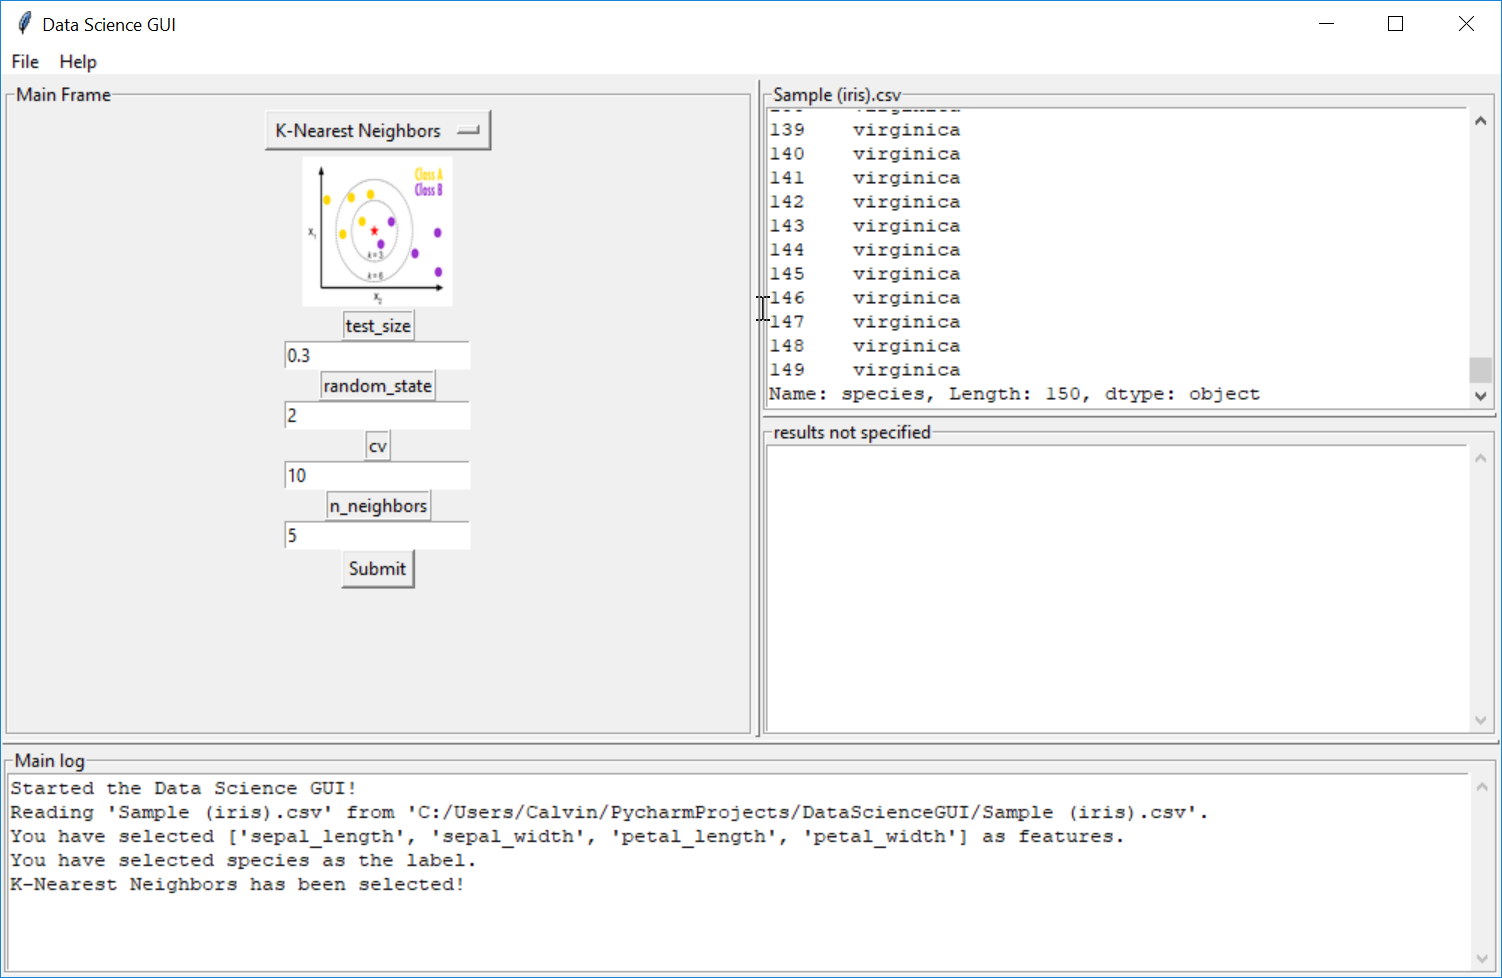 Data Science GUI
File Help
Main Frame
K-Nearest Neighbors
Class A
Class B
X1
k=3
k=6
X2
test_size
0.3
random_state
2
cv
10
n_neighbors
5
Submit
Sample (iris).csv
139 virginica
140 virginica
141 virginica
142 virginica
143 virginica
144 virginica
145 virginica
146 virginica
147 virginica
148 virginica
149 virginica
Name: species, Length: 150, dtype: object
results not specified
Main log
Started the Data Science GUI!
Reading 'Sample (iris).csv' from 'C:/Users/Calvin/PycharmProjects/DataScienceGUI/Sample (iris).csv'.
You have selected ['sepal_length', 'sepal_width', 'petal_length', 'petal_width'] as features.
You have selected species as the label.
K-Nearest Neighbors has been selected!